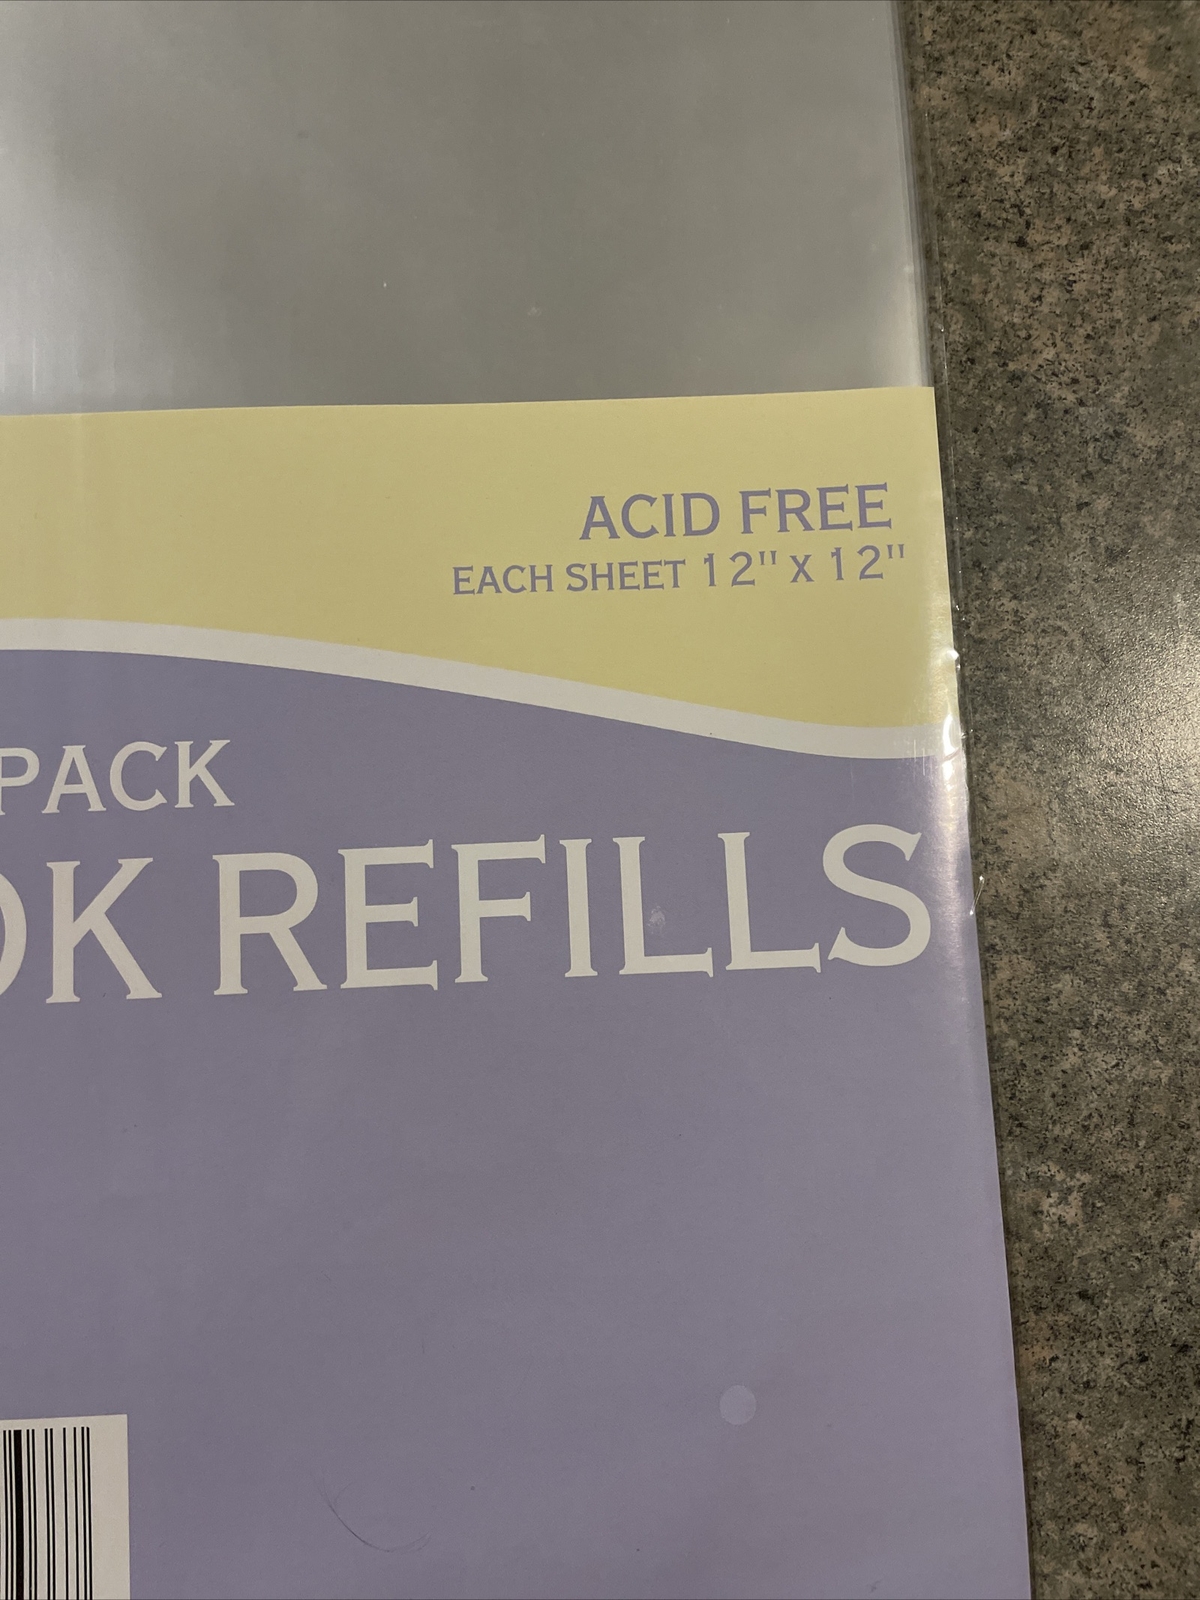 ACID FREE
EACH SHEET 12" X 12"
PACK
OK REFILLS